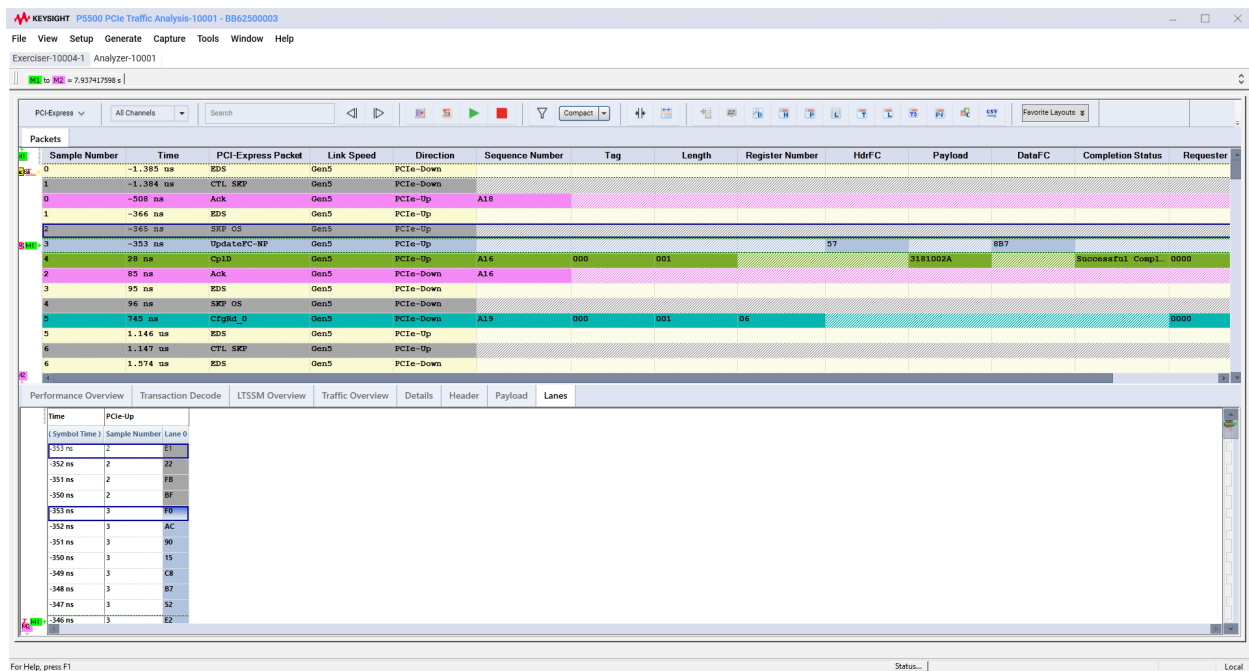 KEYSIGHT P5500 PCIe Traffic Analysis-10001 - BB62500003
File View Setup Generate Capture Tools Window Help
Exerciser-10004-1 Analyzer-10001
M1 to M2 = 7.937417598 s
PCI-Express All Channels Search Compact Favorite Layouts
Packets
Sample Number Time PCI-Express Packet Link Speed Direction Sequence Number Tag Length Register Number HdrFC Payload DataFC Completion Status Requester
0 -1.385 us EDS Gen5 PCIe-Down
1 -1.384 us CTL SKP Gen5 PCIe-Down
0 -508 ns Ack Gen5 PCIe-Up A18
1 -366 ns EDS Gen5 PCIe-Up
2 -365 ns SKP OS Gen5 PCIe-Up
3 -353 ns UpdateFC-NP Gen5 PCIe-Up 57 8B7
4 28 ns CplD Gen5 PCIe-Up A16 000 001 3181002A Successful Compl... 0000
2 85 ns Ack Gen5 PCIe-Down A16
3 95 ns EDS Gen5 PCIe-Down
4 96 ns SKP OS Gen5 PCIe-Down
5 745 ns CfgRd_0 Gen5 PCIe-Down A19 000 001 06 0000
5 1.146 us EDS Gen5 PCIe-Up
6 1.147 us CTL SKP Gen5 PCIe-Up
6 1.574 us EDS Gen5 PCIe-Down
Performance Overview Transaction Decode LTSSM Overview Traffic Overview Details Header Payload Lanes
Time PCIe-Up
( Symbol Time ) Sample Number Lane 0
-353 ns 2 E1
-352 ns 2 22
-351 ns 2 FB
-350 ns 2 BF
-353 ns 3 F0
-352 ns 3 AC
-351 ns 3 90
-350 ns 3 15
-349 ns 3 C8
-348 ns 3 B7
-347 ns 3 52
-346 ns 3 E2
For Help, press F1 Status... Local